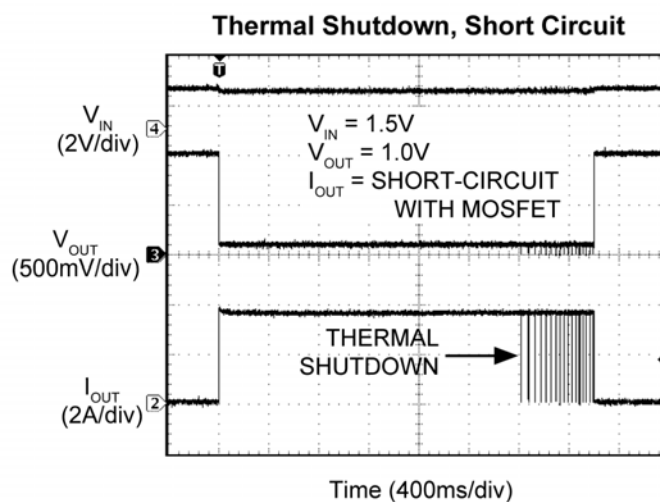 Thermal Shutdown, Short Circuit
T
V_IN
(2V/div)
4
V_IN = 1.5V
V_OUT = 1.0V
I_OUT = SHORT-CIRCUIT
WITH MOSFET
V_OUT
(500mV/div)
3
THERMAL
SHUTDOWN
I_OUT
(2A/div)
2
Time (400ms/div)